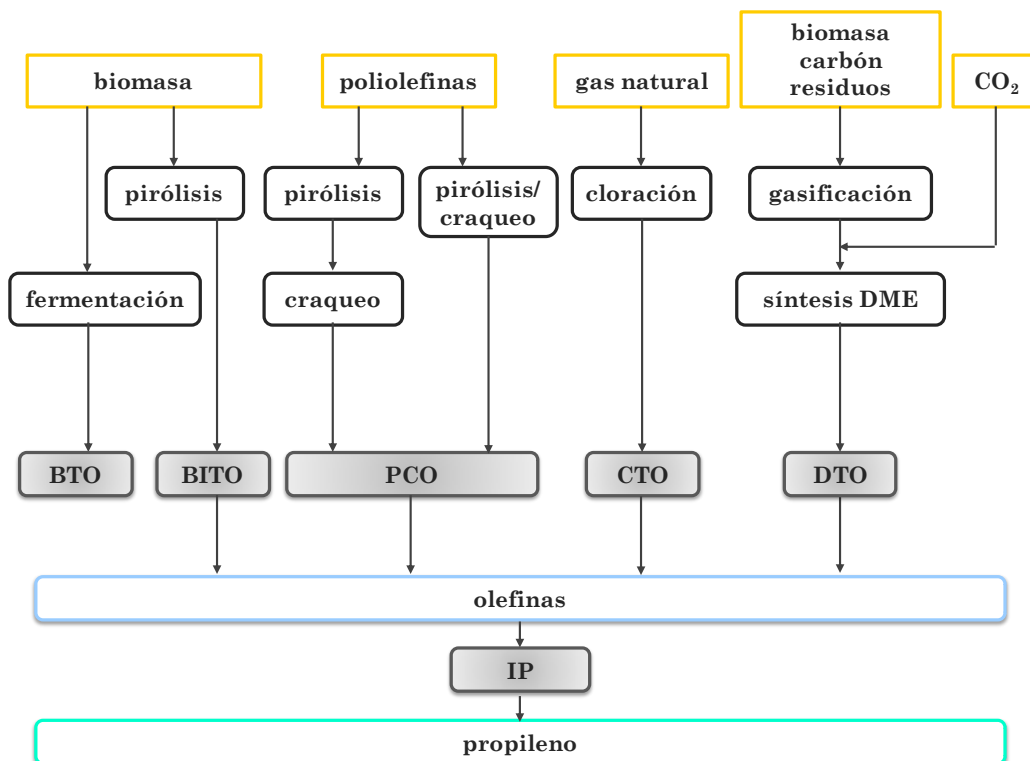 biomasa
poliolefinas
gas natural
biomasa
carbón
residuos
CO₂
pirólisis
pirólisis
pirólisis/
craqueo
cloración
gasificación
fermentación
craqueo
síntesis DME
BTO
BITO
PCO
CTO
DTO
olefinas
IP
propileno